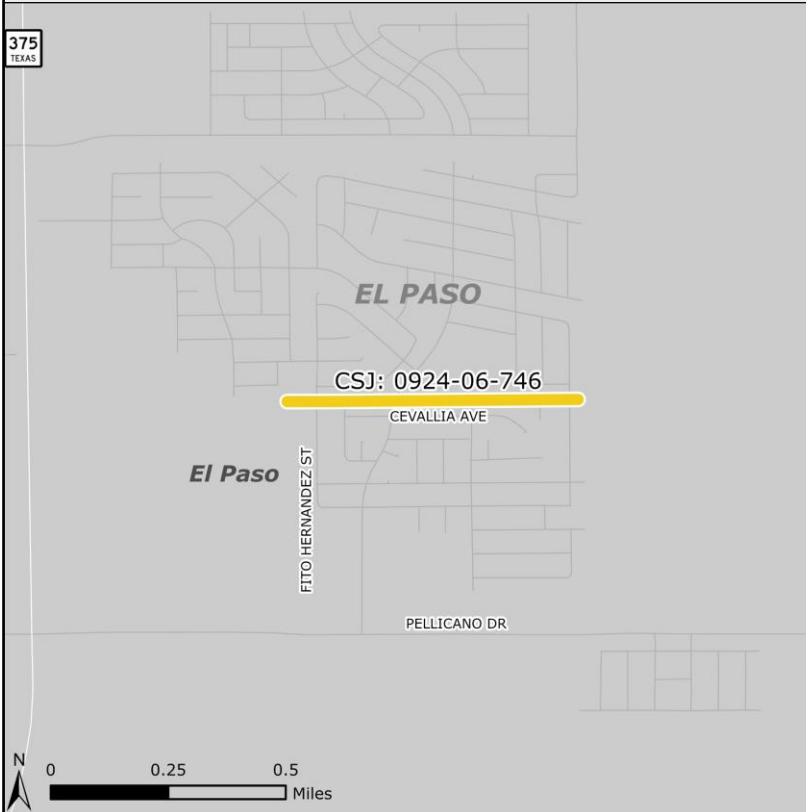 375
TEXAS
EL PASO
CSJ: 0924-06-746
CEVALLIA AVE
El Paso
FITO HERNANDEZ ST
PELLICANO DR
N
0 0.25 0.5
Miles